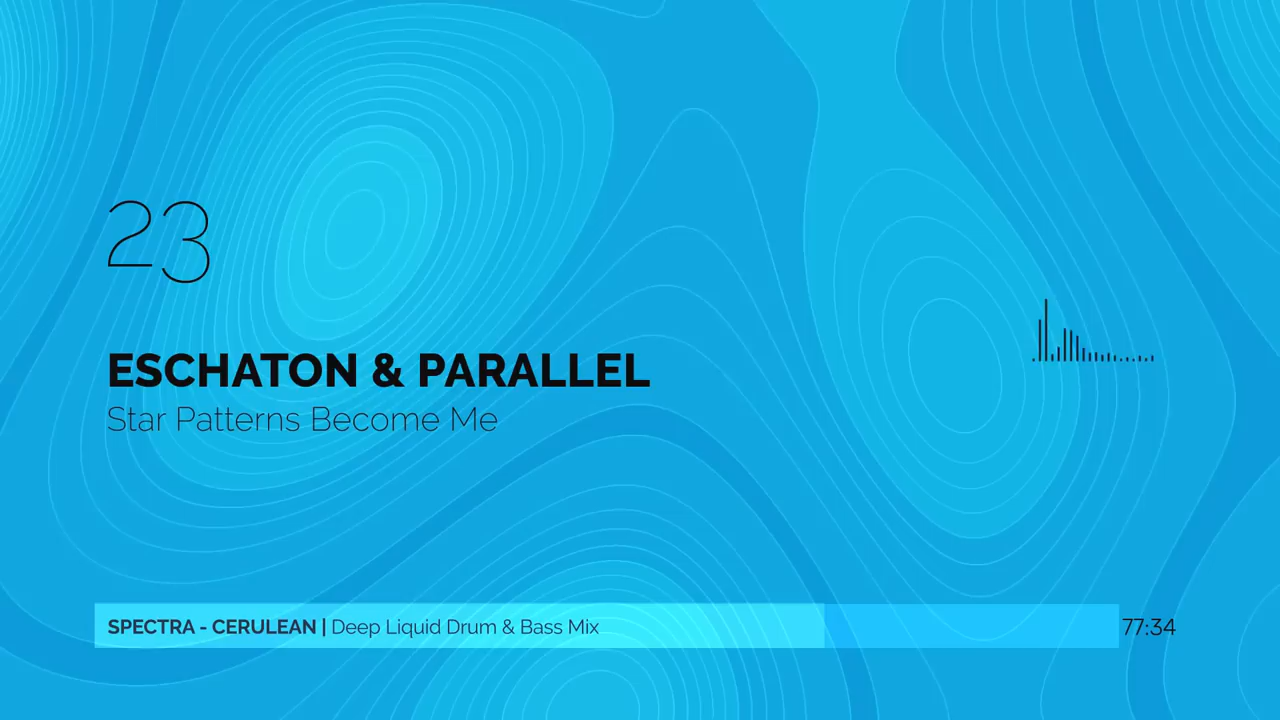 23
ESCHATON & PARALLEL
Star Patterns Become Me
SPECTRA - CERULEAN | Deep Liquid Drum & Bass Mix
77:34